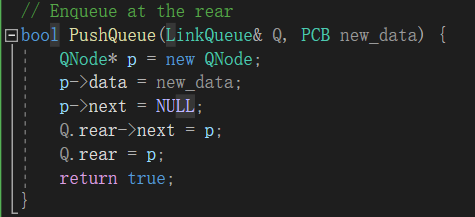 // Enqueue at the rear
bool PushQueue(LinkQueue& Q, PCB new_data) {
QNode* p = new QNode;
p->data = new_data;
p->next = NULL;
Q.rear->next = p;
Q.rear = p;
return true;
}